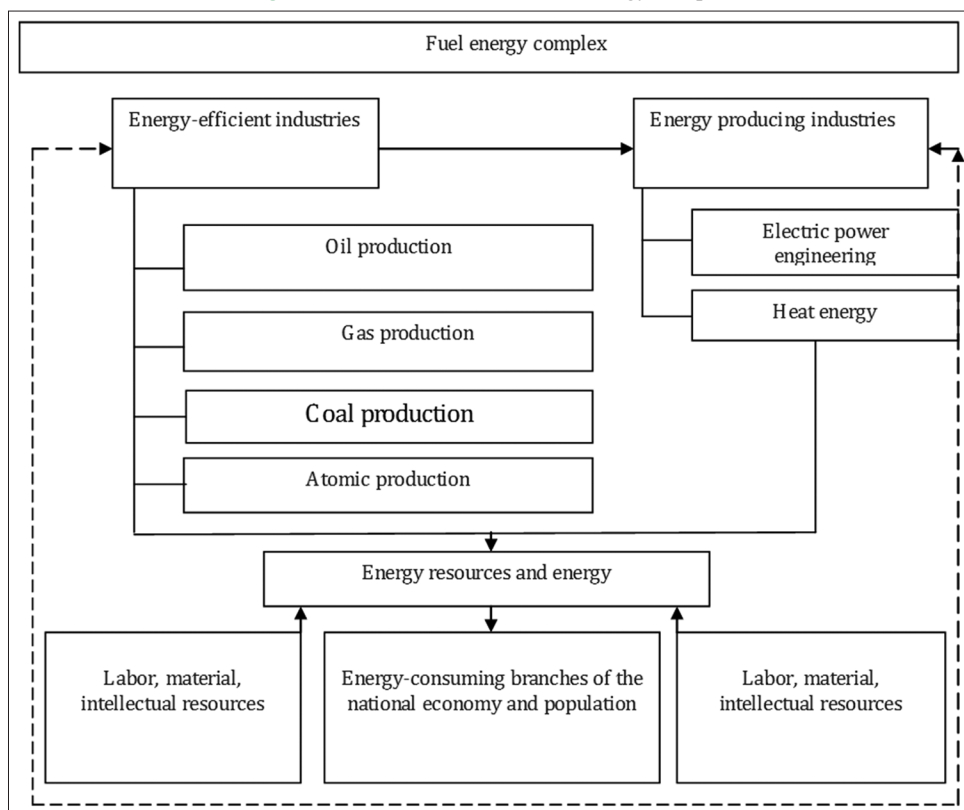 Fuel energy complex
Energy-efficient industries
Energy producing industries
Oil production
Gas production
Coal production
Atomic production
Electric power
engineering
Heat energy
Energy resources and energy
Labor, material,
intellectual resources
Energy-consuming branches of the
national economy and population
Labor, material,
intellectual resources